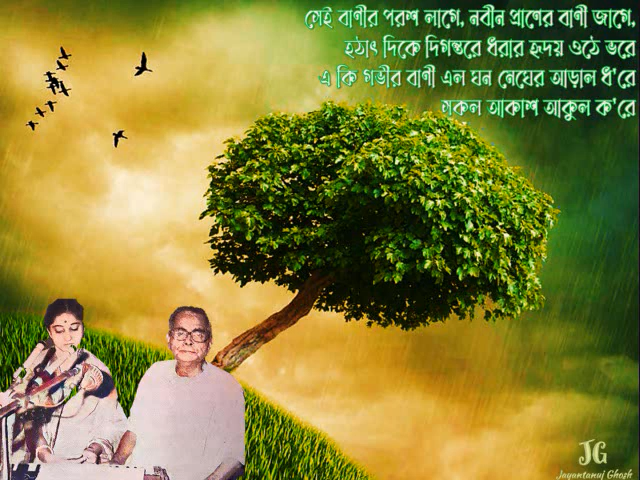 সেই বাণীর পরশ লাগে, নবীন প্রাণের বাণী জাগে,
হঠাৎ দিকে দিগন্তরে ধরার হৃদয় ওঠে ভরে
এ কি গভীর বাণী এল ঘন মেঘের আড়াল ধ'রে
সকল আকাশ আকুল ক'রে
JG
Jayantanuj Ghosh